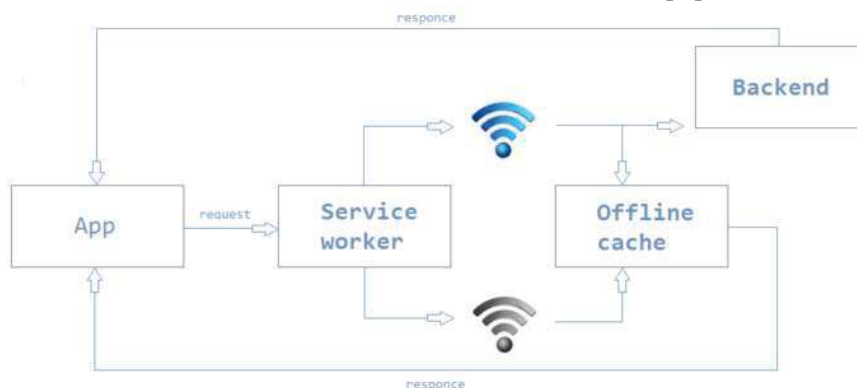 responce
Backend
App
request
Service
worker
Offline
cache
responce